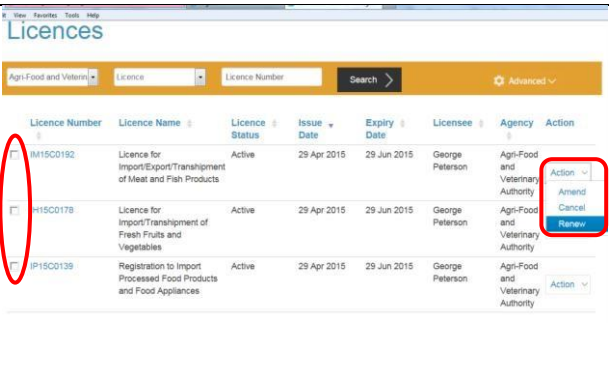 View Favorites Tools Help
Licences
Agri-Food and Veterin Licence Licence Number Search Advanced
Licence Number Licence Name Licence Status Issue Date Expiry Date Licensee Agency Action
IM15C0192 Licence for Import/Export/Transhipment of Meat and Fish Products Active 29 Apr 2015 29 Jun 2015 George Peterson Agri-Food and Veterinary Authority Action
Amend
Cancel
Renew
IH15C0178 Licence for Import/Transhipment of Fresh Fruits and Vegetables Active 29 Apr 2015 29 Jun 2015 George Peterson Agri-Food and Veterinary Authority
IP15C0139 Registration to Import Processed Food Products and Food Appliances Active 29 Apr 2015 29 Jun 2015 George Peterson Agri-Food and Veterinary Authority Action